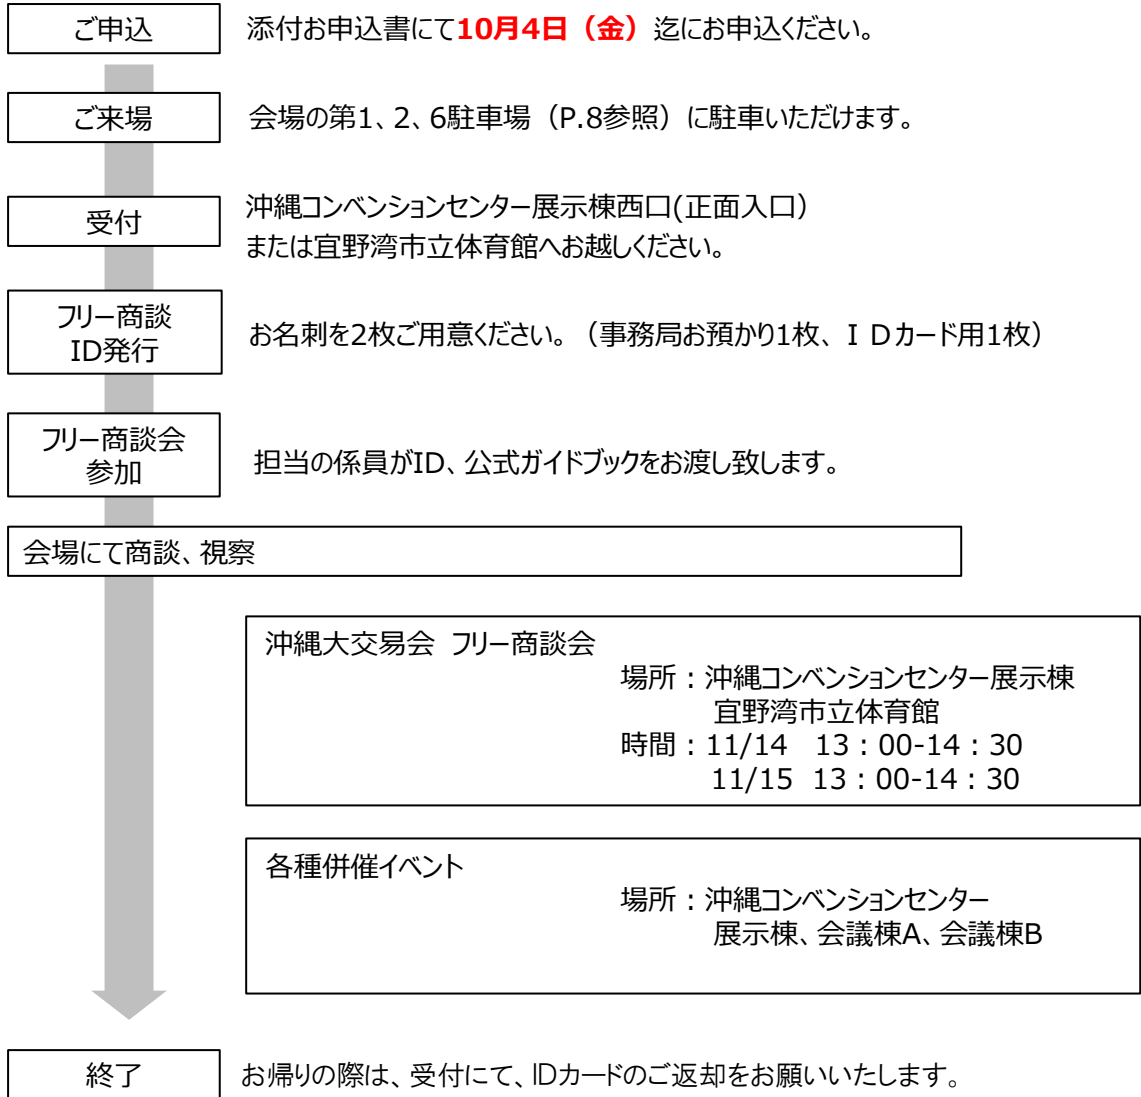 ご申込
添付お申込書にて10月4日（金）迄にお申込ください。
ご来場
会場の第1、2、6駐車場（P.8参照）に駐車いただけます。
受付
沖縄コンベンションセンター展示棟西口(正面入口）
または宜野湾市立体育館へお越しください。
フリー商談
ID発行
お名刺を2枚ご用意ください。（事務局お預かり1枚、ＩＤカード用1枚）
フリー商談会
参加
担当の係員がID、公式ガイドブックをお渡し致します。
会場にて商談、視察
沖縄大交易会 フリー商談会
場所：沖縄コンベンションセンター展示棟
宜野湾市立体育館
時間：11/14 13：00-14：30
11/15 13：00-14：30
各種併催イベント
場所：沖縄コンベンションセンター
展示棟、会議棟A、会議棟B
終了
お帰りの際は、受付にて、IDカードのご返却をお願いいたします。